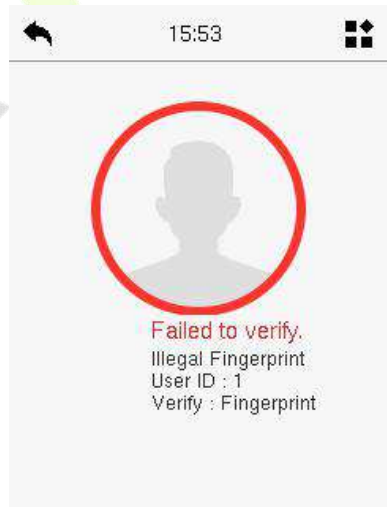 15:53
Failed to verify.
Illegal Fingerprint
User ID : 1
Verify : Fingerprint